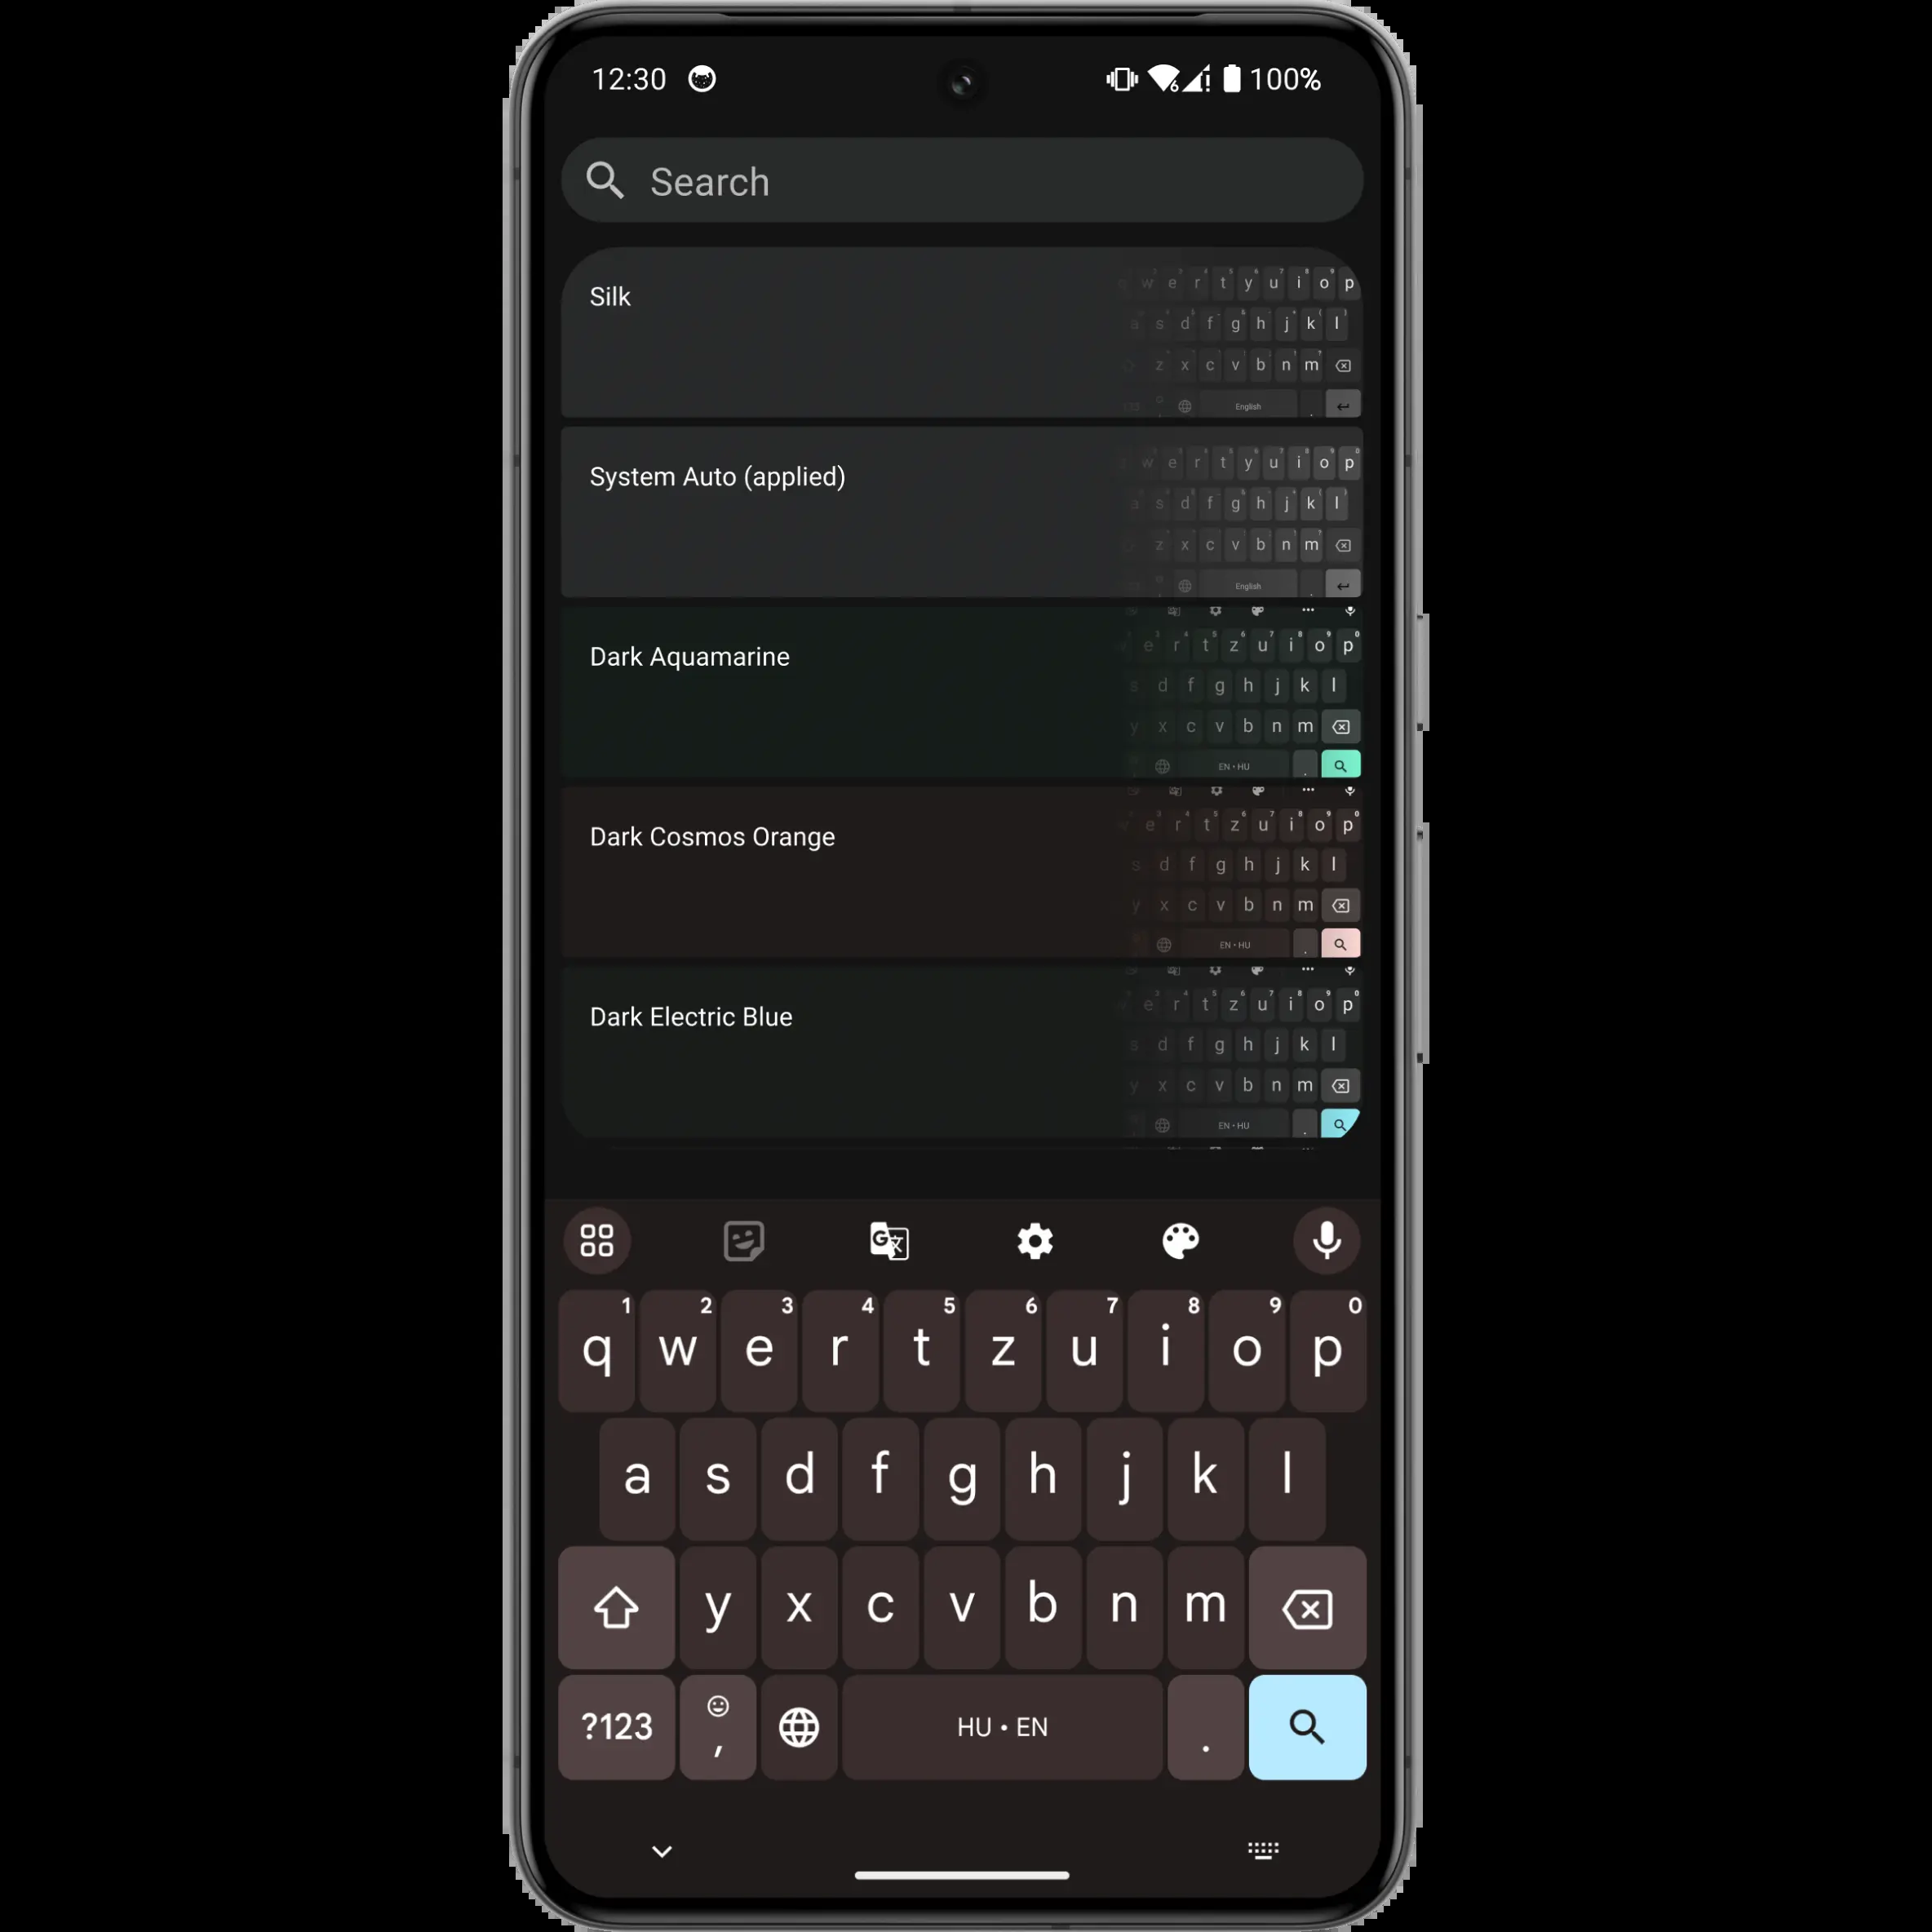 12:30 100%
Search
Silk
q w e r t y u i o p
a s d f g h j k l
z x c v b n m
English .
System Auto (applied)
w e r t y u i o p
a s d f g h j k l
z x c v b n m
English .
Dark Aquamarine
e r t z u i o p
s d f g h j k l
y x c v b n m
EN • HU .
Dark Cosmos Orange
e r t z u i o p
s d f g h j k l
y x c v b n m
EN • HU .
Dark Electric Blue
e r t z u i o p
s d f g h j k l
y x c v b n m
EN • HU .
1 2 3 4 5 6 7 8 9 0
q w e r t z u i o p
a s d f g h j k l
y x c v b n m
?123 , HU • EN .